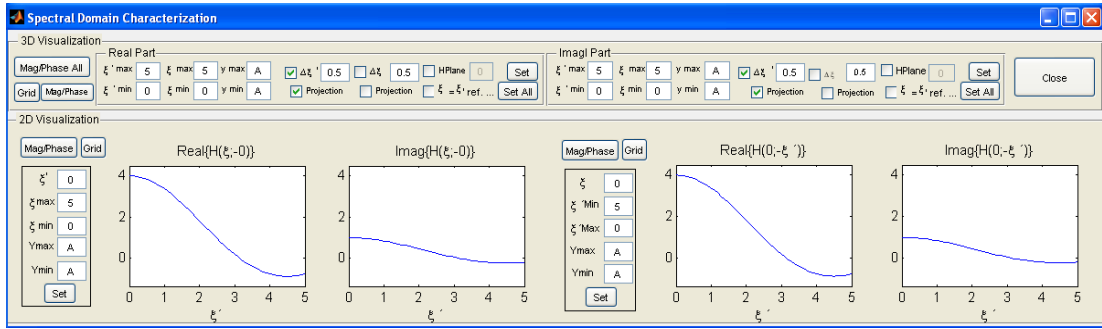 Spectral Domain Characterization
3D Visualization
Real Part
Imagl Part
Mag/Phase All
ξ ' max 5 ξ max 5 y max A Δξ ' 0.5 Δξ 0.5 HPlane 0 Set
ξ ' max 5 ξ max 5 y max A Δξ ' 0.5 Δξ 0.5 HPlane 0 Set
Close
Grid Mag/Phase
ξ ' min 0 ξ min 0 y min A Projection Projection ξ =ξ' ref. ... Set All
ξ ' min 0 ξ min 0 y min A Projection Projection ξ =ξ' ref. ... Set All
2D Visualization
Mag/Phase Grid
ξ' 0
ξ max 5
ξ min 0
Ymax A
Ymin A
Set
Real{H(ξ;-0)}
4
2
0
0 1 2 3 4 5
ξ ´
Imag{H(ξ;-0)}
4
2
0
0 1 2 3 4 5
ξ ´
Mag/Phase Grid
ξ 0
ξ ´Min 5
ξ ´Max 0
Ymax A
Ymin A
Set
Real{H(0;-ξ ´)}
4
2
0
0 1 2 3 4 5
ξ ´
Imag{H(0;-ξ ´)}
4
2
0
0 1 2 3 4 5
ξ ´